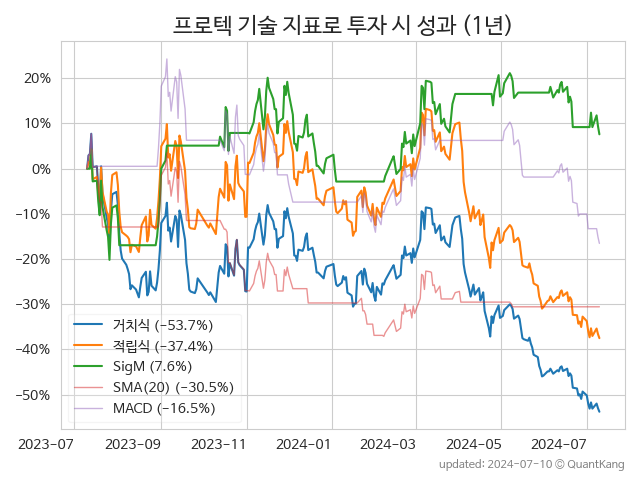 프로텍 기술 지표로 투자 시 성과 (1년)
20%
10%
0%
−10%
−20%
−30%
−40%
−50%
거치식 (−53.7%)
적립식 (−37.4%)
SigM (7.6%)
SMA(20) (−30.5%)
MACD (−16.5%)
2023-07
2023-09
2023-11
2024-01
2024-03
2024-05
2024-07
updated: 2024-07-10 © QuantKang